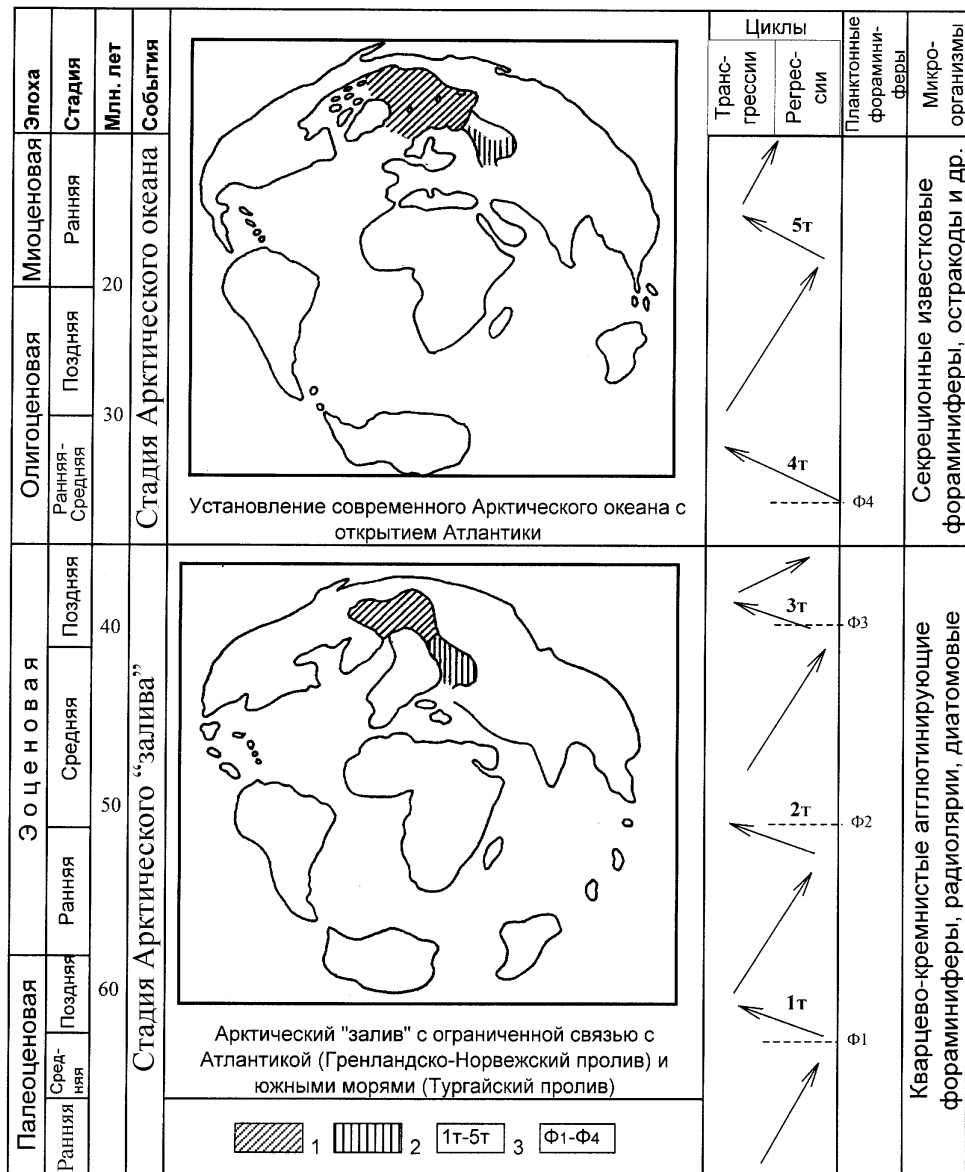 Эпоха
Стадия
Млн. лет
События
Циклы
Транс-
грессии
Регрес-
сии
Планктонные
форамини-
феры
Микро-
организмы
Миоценовая
Ранняя
20
Олигоценовая
Поздняя
30
Ранняя-
Средняя
Стадия Арктического океана
Установление современного Арктического океана с
открытием Атлантики
5т
4т
Ф4
Секреционные известковые
фораминиферы, остракоды и др.
Эоценовая
Поздняя
40
Средняя
50
Ранняя
Палеоценовая
Поздняя
60
Сред-
няя
Ранняя
Стадия Арктического “залива”
Арктический "залив" с ограниченной связью с
Атлантикой (Гренландско-Норвежский пролив) и
южными морями (Тургайский пролив)
3т
Ф3
2т
Ф2
1т
Ф1
Кварцево-кремнистые агглютинирующие
фораминиферы, радиолярии, диатомовые
1 2 1т-5т 3 Ф1-Ф4